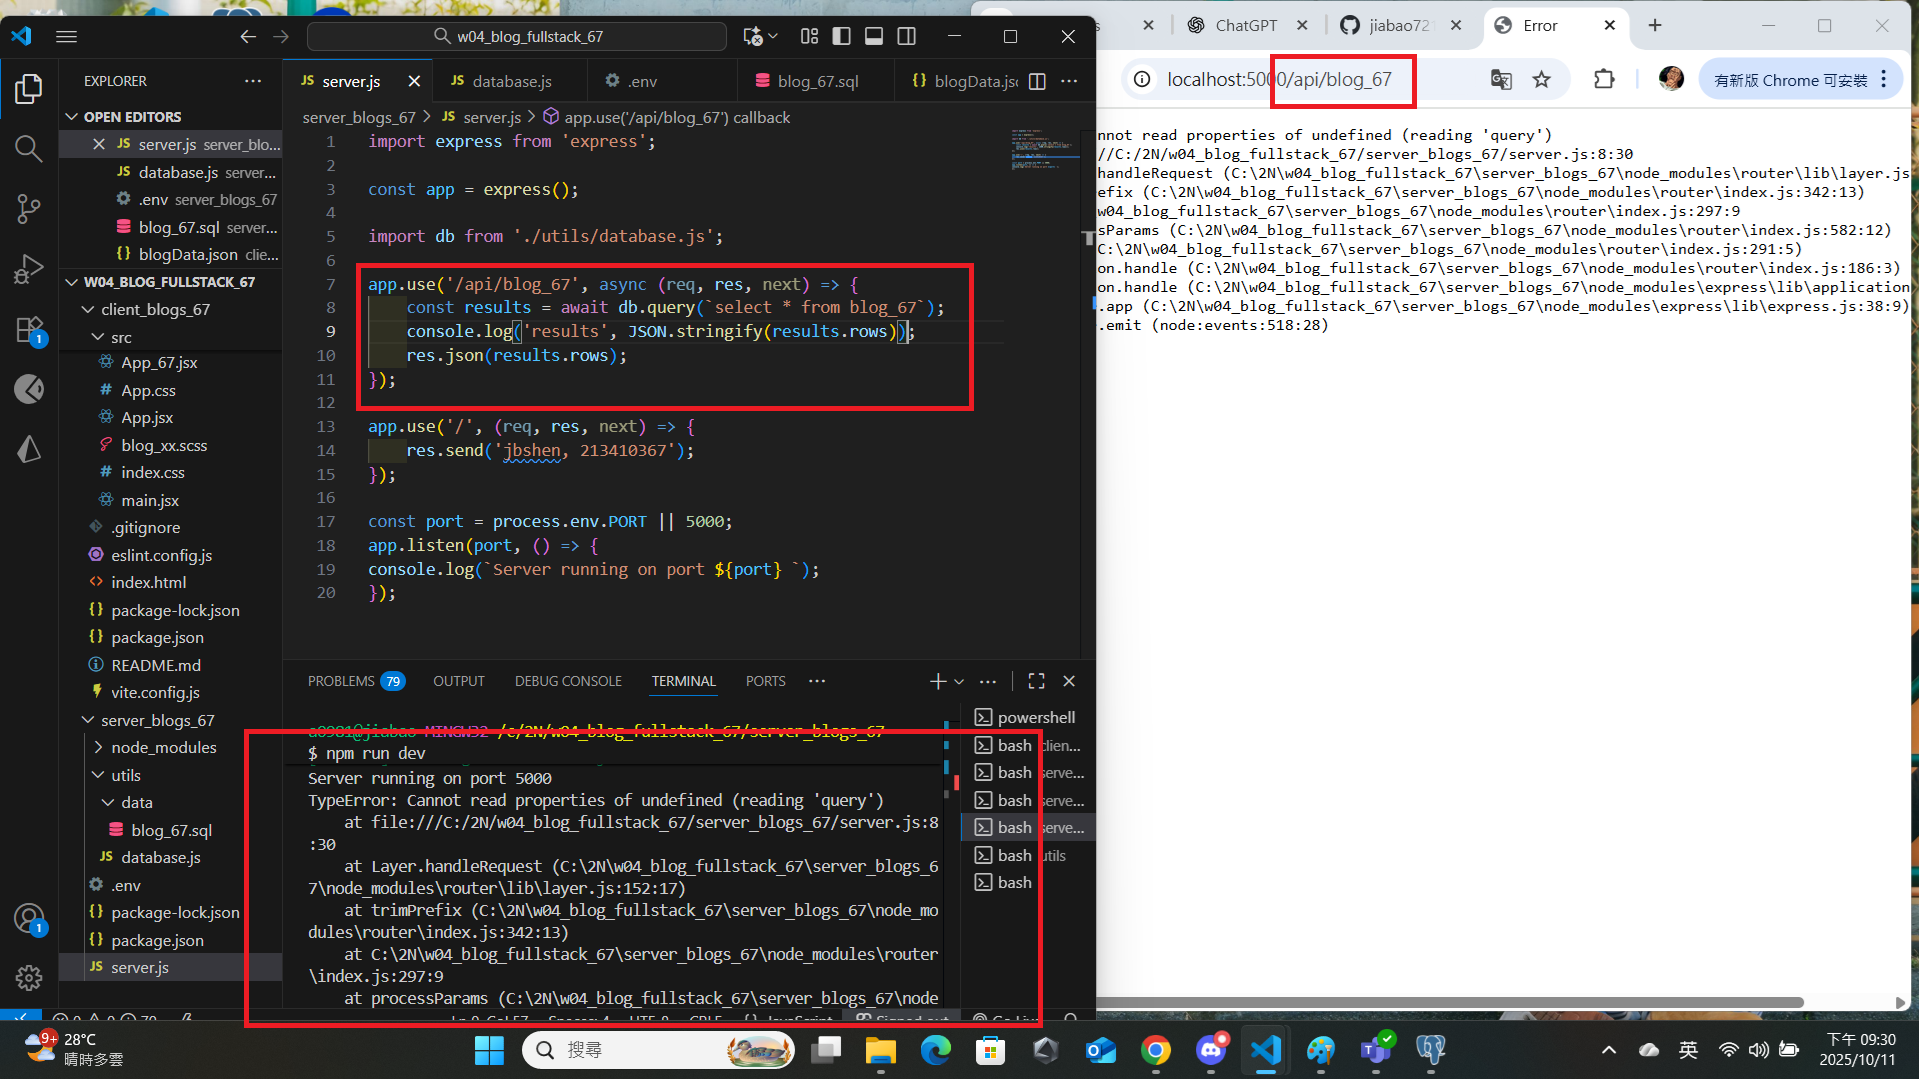 w04_blog_fullstack_67
EXPLORER
OPEN EDITORS
server.js server_blo...
database.js server...
.env server_blogs_67
blog_67.sql server...
blogData.json clie...
W04_BLOG_FULLSTACK_67
client_blogs_67
src
App_67.jsx
App.css
App.jsx
blog_xx.scss
index.css
main.jsx
.gitignore
eslint.config.js
index.html
package-lock.json
package.json
README.md
vite.config.js
server_blogs_67
node_modules
utils
data
blog_67.sql
database.js
.env
package-lock.json
package.json
server.js
server.js
database.js
.env
blog_67.sql
blogData.jsc
server_blogs_67 > server.js > app.use('/api/blog_67') callback
1 import express from 'express';
2
3 const app = express();
4
5 import db from './utils/database.js';
6
7 app.use('/api/blog_67', async (req, res, next) => {
8 const results = await db.query(`select * from blog_67`);
9 console.log('results', JSON.stringify(results.rows));
10 res.json(results.rows);
11 });
12
13 app.use('/', (req, res, next) => {
14 res.send('jbshen, 213410367');
15 });
16
17 const port = process.env.PORT || 5000;
18 app.listen(port, () => {
19 console.log(`Server running on port ${port} `);
20 });
PROBLEMS 79 OUTPUT DEBUG CONSOLE TERMINAL PORTS
a0981@jiabao MINGW32 /c/2N/w04_blog_fullstack_67/server_blogs_67
$ npm run dev
Server running on port 5000
TypeError: Cannot read properties of undefined (reading 'query')
at file:///C:/2N/w04_blog_fullstack_67/server_blogs_67/server.js:8
:30
at Layer.handleRequest (C:\2N\w04_blog_fullstack_67\server_blogs_6
7\node_modules\router\lib\layer.js:152:17)
at trimPrefix (C:\2N\w04_blog_fullstack_67\server_blogs_67\node_mo
dules\router\index.js:342:13)
at C:\2N\w04_blog_fullstack_67\server_blogs_67\node_modules\router
\index.js:297:9
at processParams (C:\2N\w04_blog_fullstack_67\server_blogs_67\node
powershell
bash clien...
bash serve...
bash serve...
bash serve...
bash utils
bash
ChatGPT
jiabao721
Error
localhost:5000/api/blog_67
有新版 Chrome 可安裝
nnot read properties of undefined (reading 'query')
//C:/2N/w04_blog_fullstack_67/server_blogs_67/server.js:8:30
handleRequest (C:\2N\w04_blog_fullstack_67\server_blogs_67\node_modules\router\lib\layer.js
efix (C:\2N\w04_blog_fullstack_67\server_blogs_67\node_modules\router\index.js:342:13)
w04_blog_fullstack_67\server_blogs_67\node_modules\router\index.js:297:9
sParams (C:\2N\w04_blog_fullstack_67\server_blogs_67\node_modules\router\index.js:582:12)
C:\2N\w04_blog_fullstack_67\server_blogs_67\node_modules\router\index.js:291:5)
on.handle (C:\2N\w04_blog_fullstack_67\server_blogs_67\node_modules\router\index.js:186:3)
on.handle (C:\2N\w04_blog_fullstack_67\server_blogs_67\node_modules\express\lib\application
.app (C:\2N\w04_blog_fullstack_67\server_blogs_67\node_modules\express\lib\express.js:38:9)
.emit (node:events:518:28)
9+
28°C
晴時多雲
搜尋
英
下午 09:30
2025/10/11